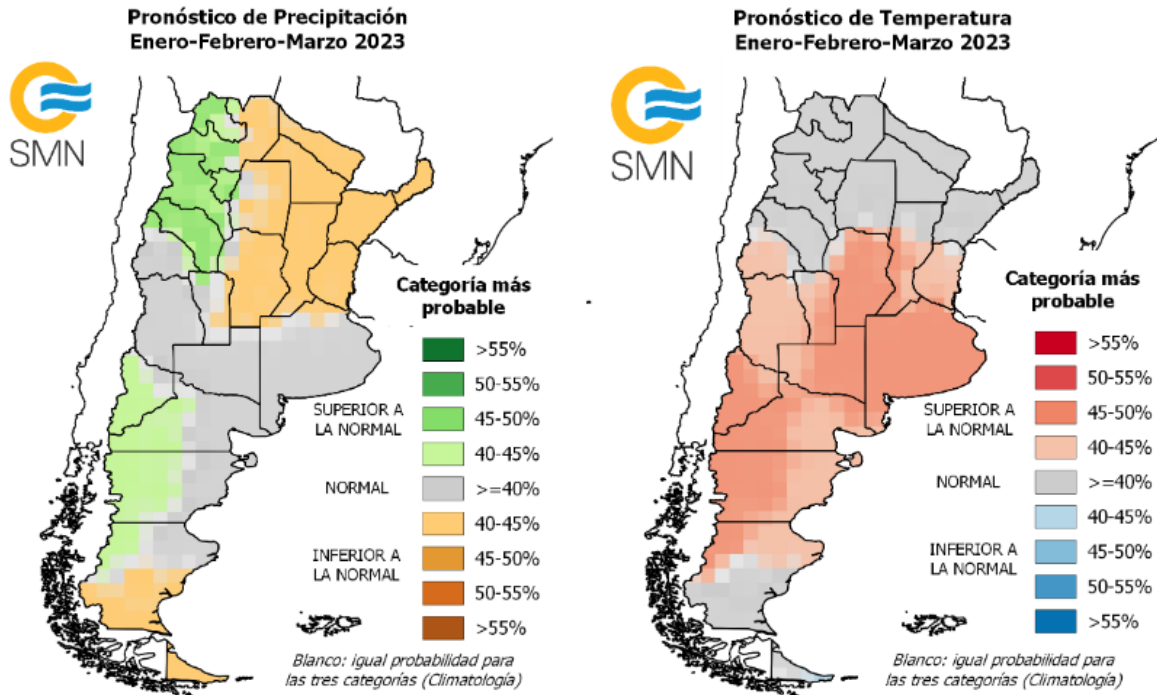 Pronóstico de Precipitación
Enero-Febrero-Marzo 2023
SMN
Categoría más
probable
>55%
50-55%
45-50%
40-45%
>=40%
40-45%
45-50%
50-55%
>55%
SUPERIOR A
LA NORMAL
NORMAL
INFERIOR A
LA NORMAL
Blanco: igual probabilidad para
las tres categorías (Climatología)
Pronóstico de Temperatura
Enero-Febrero-Marzo 2023
SMN
Categoría más
probable
>55%
50-55%
45-50%
40-45%
>=40%
40-45%
45-50%
50-55%
>55%
SUPERIOR A
LA NORMAL
NORMAL
INFERIOR A
LA NORMAL
Blanco: igual probabilidad para
las tres categorías (Climatología)